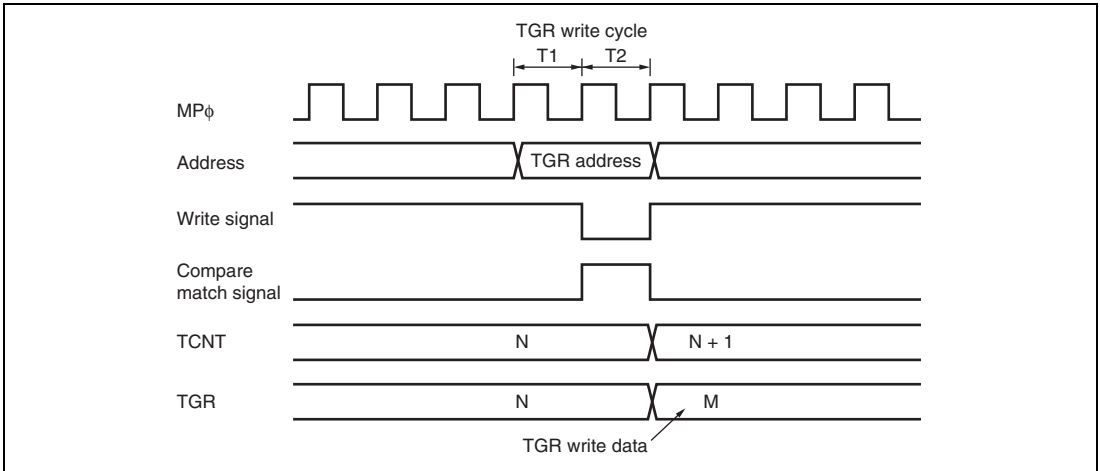 TGR write cycle
T1 T2
MPϕ
Address TGR address
Write signal
Compare
match signal
TCNT N N + 1
TGR N M
TGR write data